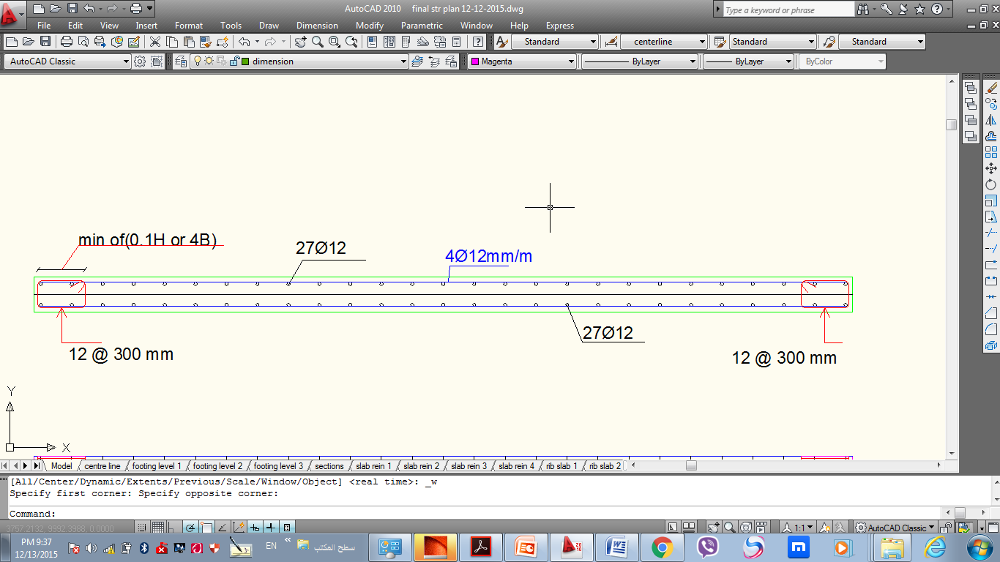 AutoCAD 2010 final str plan 12-12-2015.dwg
Type a keyword or phrase
File Edit View Insert Format Tools Draw Dimension Modify Parametric Window Help Express
Standard centerline Standard Standard
AutoCAD Classic dimension Magenta ByLayer ByLayer ByColor
min of(0.1H or 4B)
27Ø12
4Ø12mm/m
27Ø12
12 @ 300 mm
12 @ 300 mm
Y
X
Model centre line footing level 1 footing level 2 footing level 3 sections slab rein 1 slab rein 2 slab rein 3 slab rein 4 rib slab 1 rib slab 2
[All/Center/Dynamic/Extents/Previous/Scale/Window/Object] <real time>: _w
Specify first corner: Specify opposite corner:
Command:
3757.2132, 9992.3988, 0.0000
1:1 AutoCAD Classic
PM 9:37
12/13/2015
EN
سطح المكتب